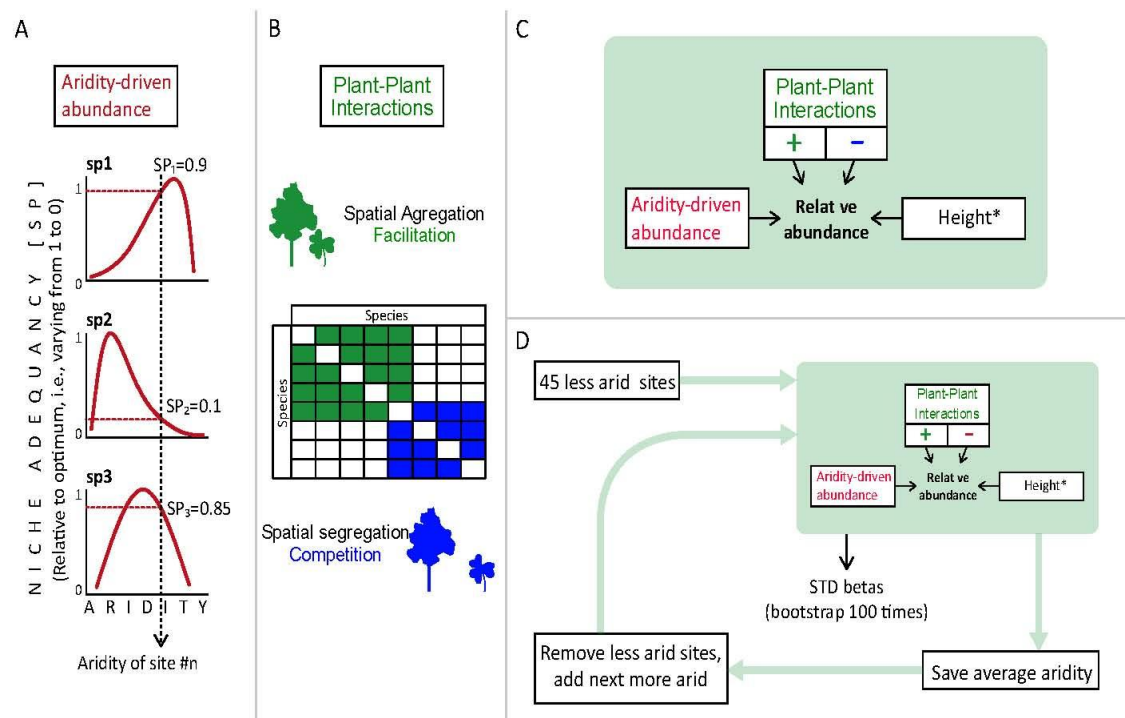 A
Aridity-driven
abundance
NICHE ADEQUANCY [SP]
(Relative to optimum, i.e., varying from 1 to 0)
sp1
SP₁=0.9
1
0
sp2
1
SP₂=0.1
0
sp3
1
SP₃=0.85
0
A R I D I T Y
Aridity of site #n
B
Plant-Plant
Interactions
Spatial Agregation
Facilitation
Species
Species
Spatial segregation
Competition
C
Plant-Plant
Interactions
+ −
Aridity-driven
abundance
Relat ve
abundance
Height*
D
45 less arid sites
Plant-Plant
Interactions
+ −
Aridity-driven
abundance
Relat ve
abundance
Height*
STD betas
(bootstrap 100 times)
Remove less arid sites,
add next more arid
Save average aridity